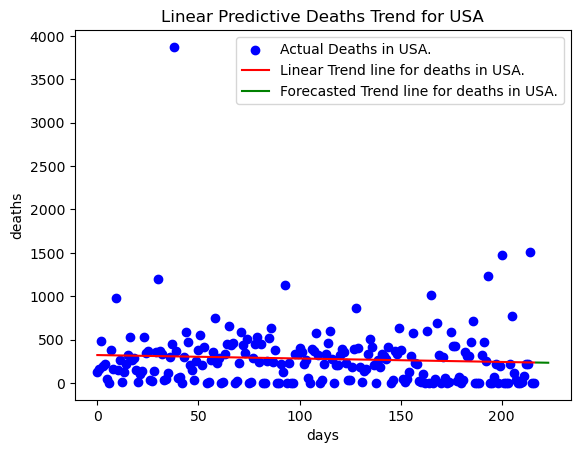 Linear Predictive Deaths Trend for USA
Actual Deaths in USA.
Linear Trend line for deaths in USA.
Forecasted Trend line for deaths in USA.
4000
3500
3000
2500
2000
1500
1000
500
0
deaths
0 50 100 150 200
days